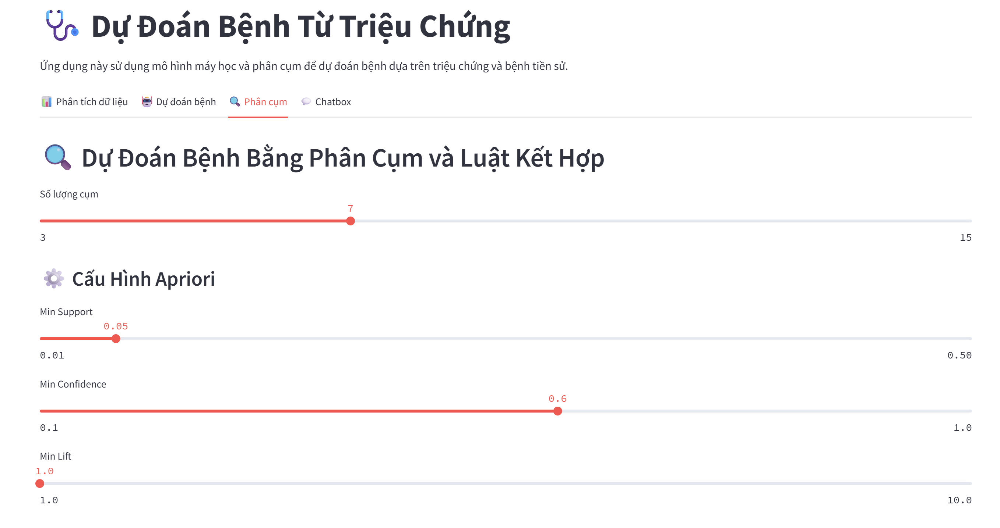 Dự Đoán Bệnh Từ Triệu Chứng
Ứng dụng này sử dụng mô hình máy học và phân cụm để dự đoán bệnh dựa trên triệu chứng và bệnh tiền sử.
Phân tích dữ liệu Dự đoán bệnh Phân cụm Chatbox
Dự Đoán Bệnh Bằng Phân Cụm và Luật Kết Hợp
Số lượng cụm
7
3 15
Cấu Hình Apriori
Min Support
0.05
0.01 0.50
Min Confidence
0.6
0.1 1.0
Min Lift
1.0
1.0 10.0